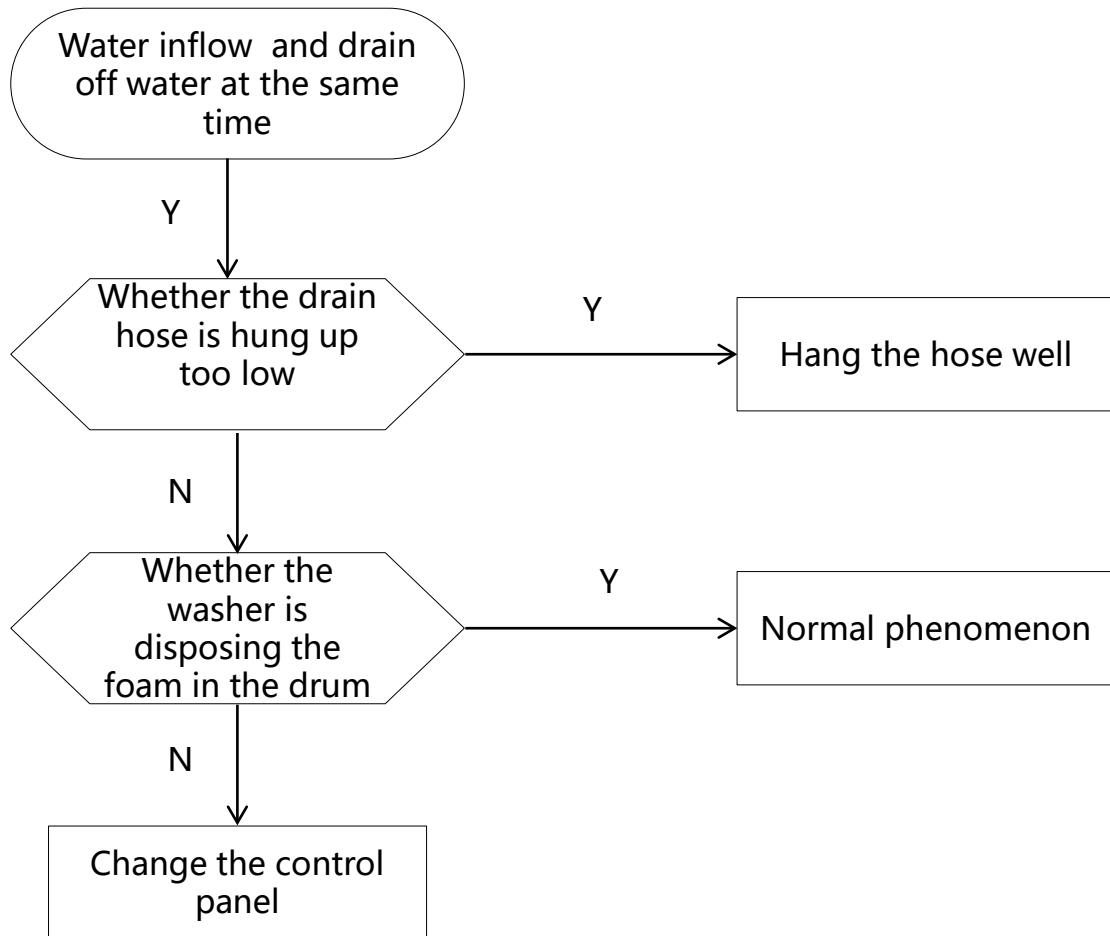 Water inflow  and drain
off water at the same
time
Y
Whether the drain
hose is hung up
too low
Y
Hang the hose well
N
Whether the
washer is
disposing the
foam in the drum
Y
Normal phenomenon
N
Change the control
panel